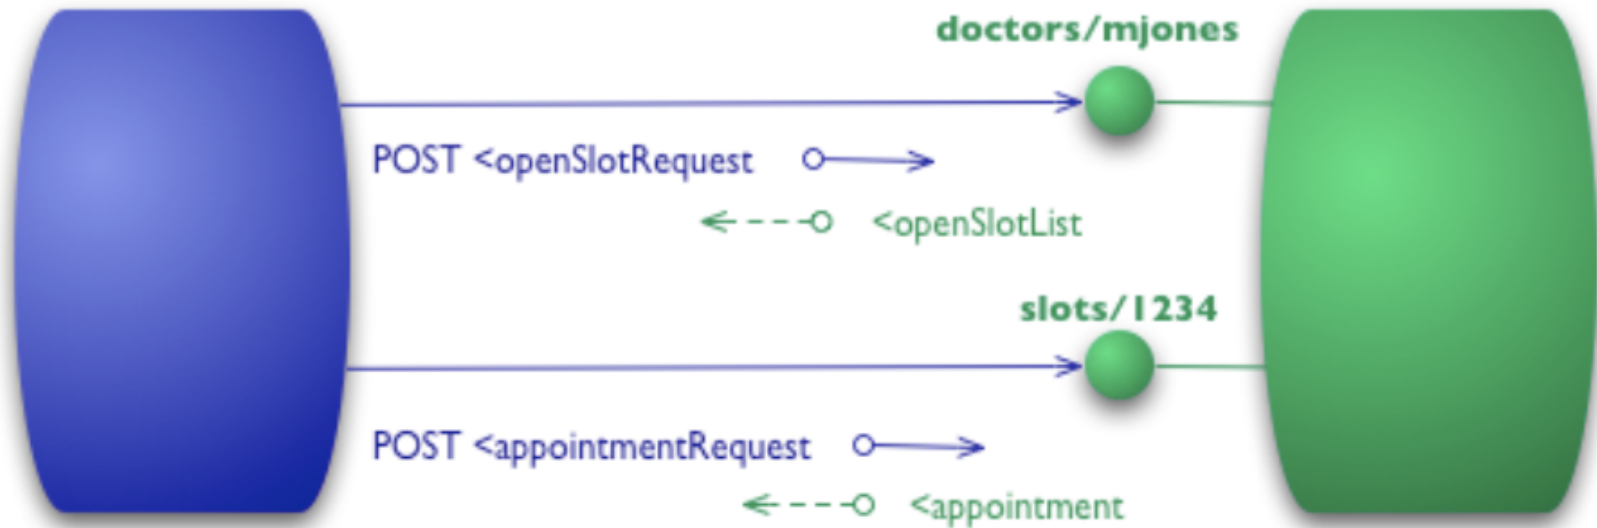 doctors/mjones
POST <openSlotRequest
<openSlotList
slots/1234
POST <appointmentRequest
<appointment